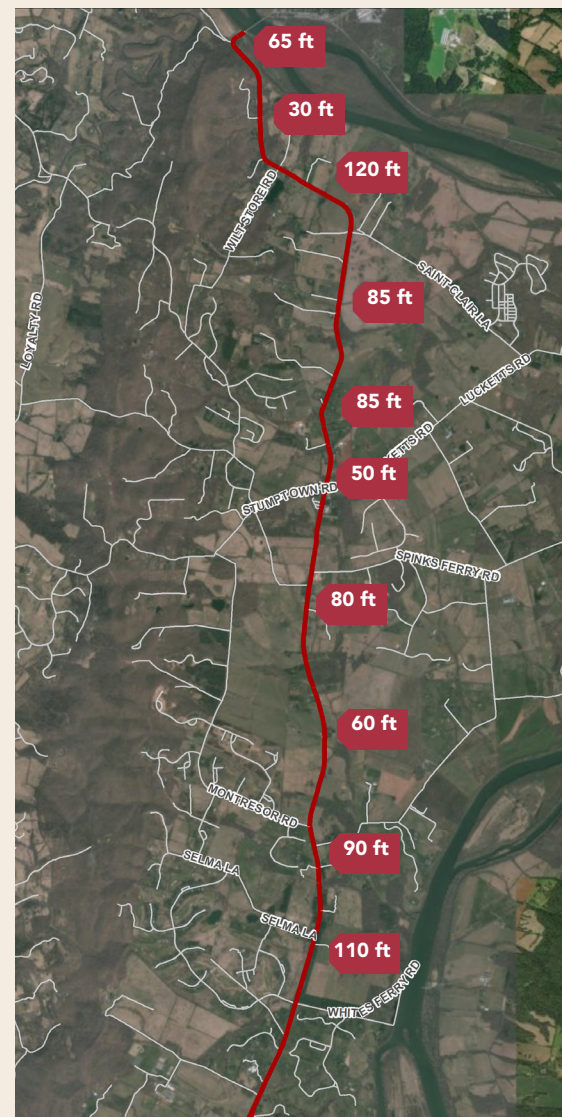 65 ft
30 ft
120 ft
WILT STORE RD
SAINT CLAIR LA
LOYALTY RD
85 ft
LUCKETTS RD
85 ft
KETTS RD
50 ft
STUMPTOWN RD
SPINKS FERRY RD
80 ft
60 ft
MONTRESOR RD
90 ft
SELMA LA
SELMA LA
110 ft
WHITES FERRY RD